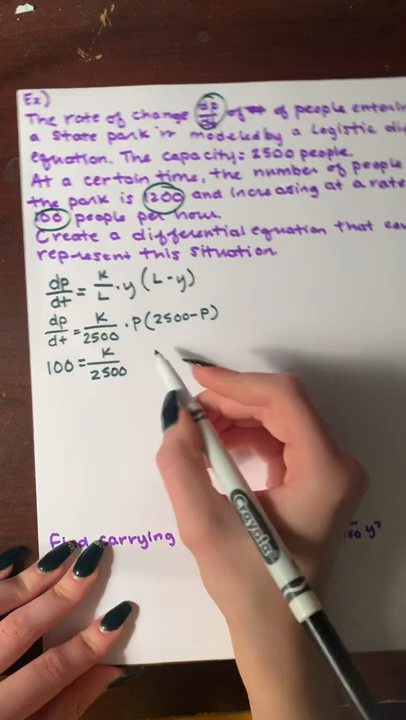 Ex)
The rate of change dp/dt of of people
a State park is modeled by a Logistic
equation. The capacity = 2500 people.
At a certain time, the number of people
the park is 1200 and increasing at a rate
100 people per hour.
Create a differential equation that
represent this situation.
dp/dt = K/L · y (L-y)
dp/dt = K/2500 · P(2500-P)
100 = K/2500
Find carrying
Crayola